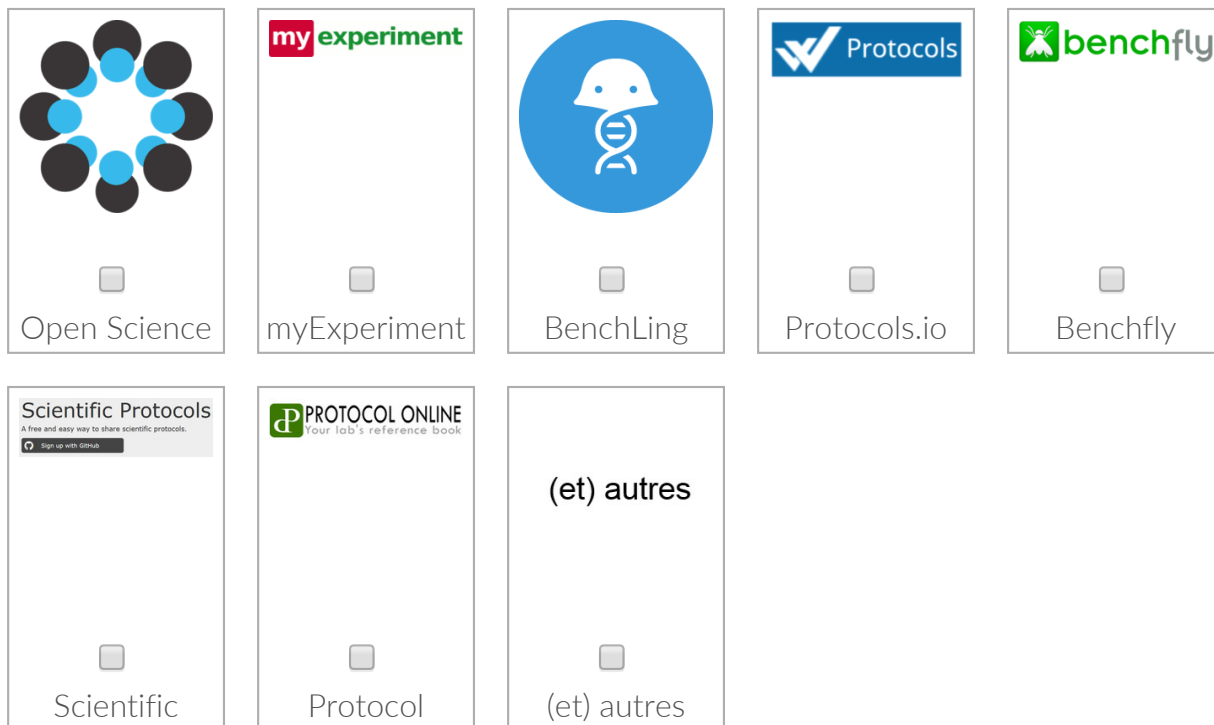 my experiment
Protocols
benchfly
Open Science
myExperiment
BenchLing
Protocols.io
Benchfly
Scientific Protocols
A free and easy way to share scientific protocols.
Sign up with GitHub
PROTOCOL ONLINE
Your lab's reference book
(et) autres
Scientific
Protocol
(et) autres